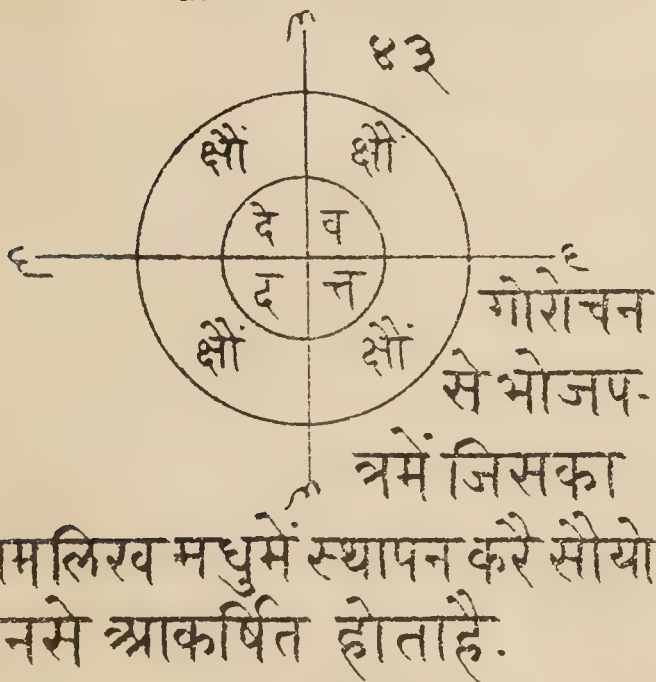 ४३
क्षौं क्षौं
दे व
द त्त
क्षौं क्षौं
गोरोचन
से भोजप-
त्रमें जिसका
मलिख मधुमें स्थापन करै सौयो
नसे आकर्षित होताहै.